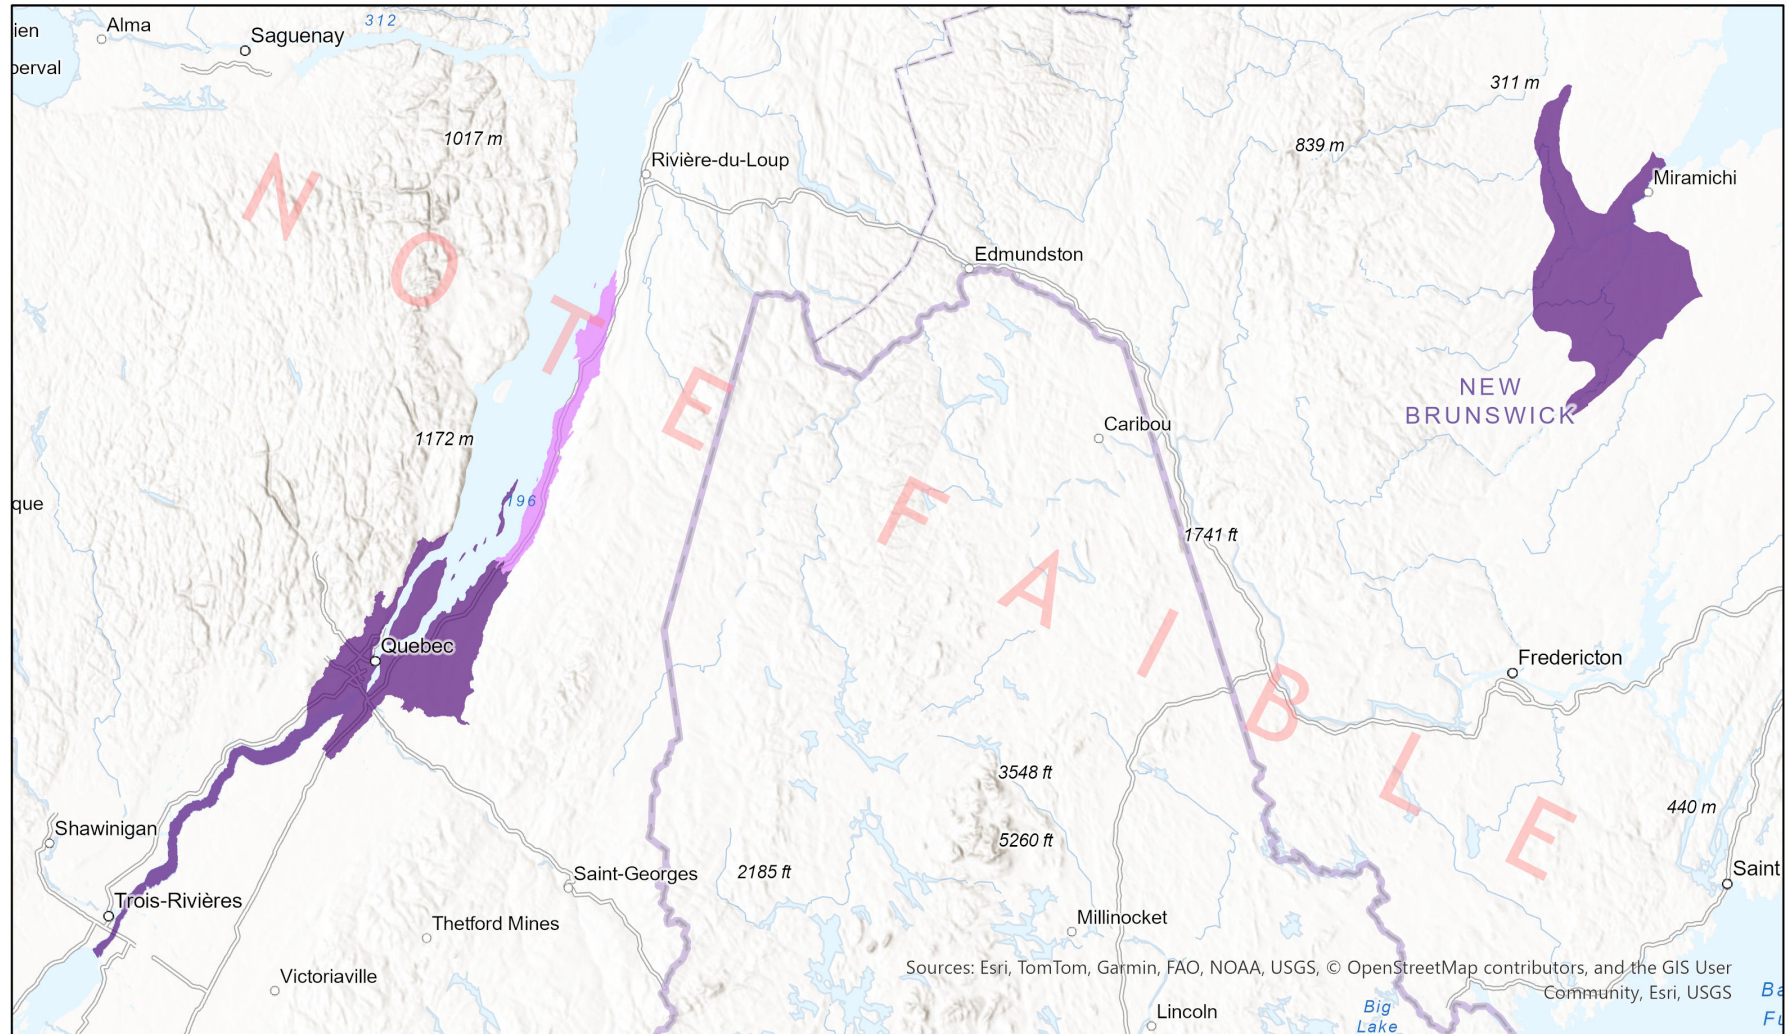 ien
Alma
Saguenay
312
berval
1017 m
311 m
839 m
Rivière-du-Loup
Miramichi
Edmundston
NEW
BRUNSWICK
Caribou
1172 m
196
que
1741 ft
Quebec
Fredericton
NOTE FAIBLE
3548 ft
440 m
Shawinigan
5260 ft
Saint-Georges
2185 ft
Saint
Trois-Rivières
Thetford Mines
Millinocket
Victoriaville
Sources: Esri, TomTom, Garmin, FAO, NOAA, USGS, © OpenStreetMap contributors, and the GIS User
Community, Esri, USGS
Lincoln
Big
Lake
Ba
Fu